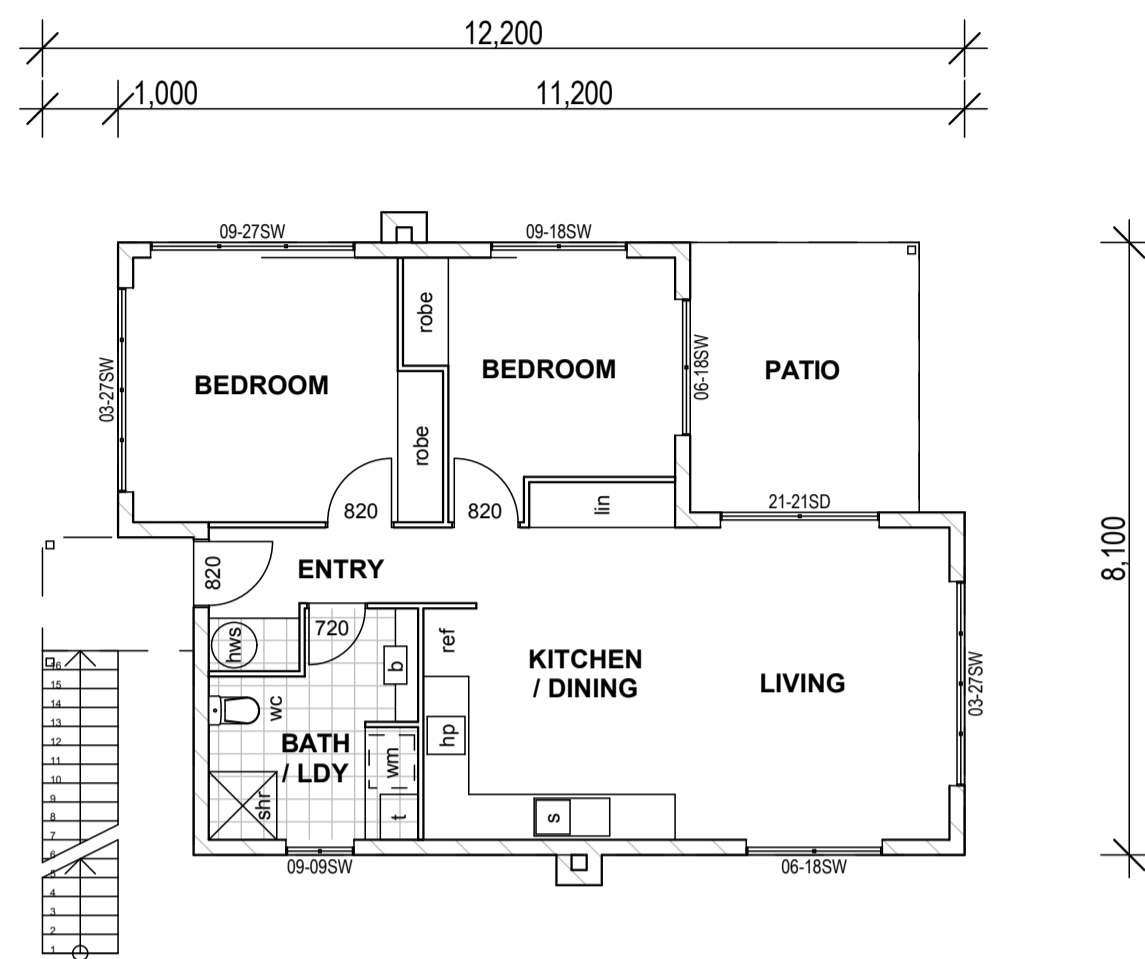 12,200
1,000
11,200
09-27SW
09-18SW
robe
BEDROOM
BEDROOM
PATIO
03-27SW
06-18SW
robe
lin
820
820
21-21SD
8,100
820
ENTRY
hws
720
ref
b
KITCHEN
/ DINING
LIVING
03-27SW
wc
BATH
/ LDY
wm
hp
shr
t
s
09-09SW
06-18SW
16
15
14
13
12
11
10
9
8
7
6
5
4
3
2
1